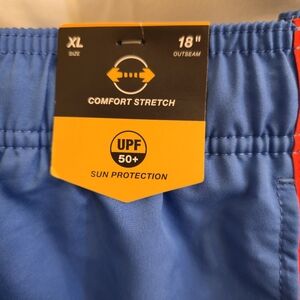 XL 18"
SIZE OUTSEAM
COMFORT STRETCH
UPF
50+
SUN PROTECTION